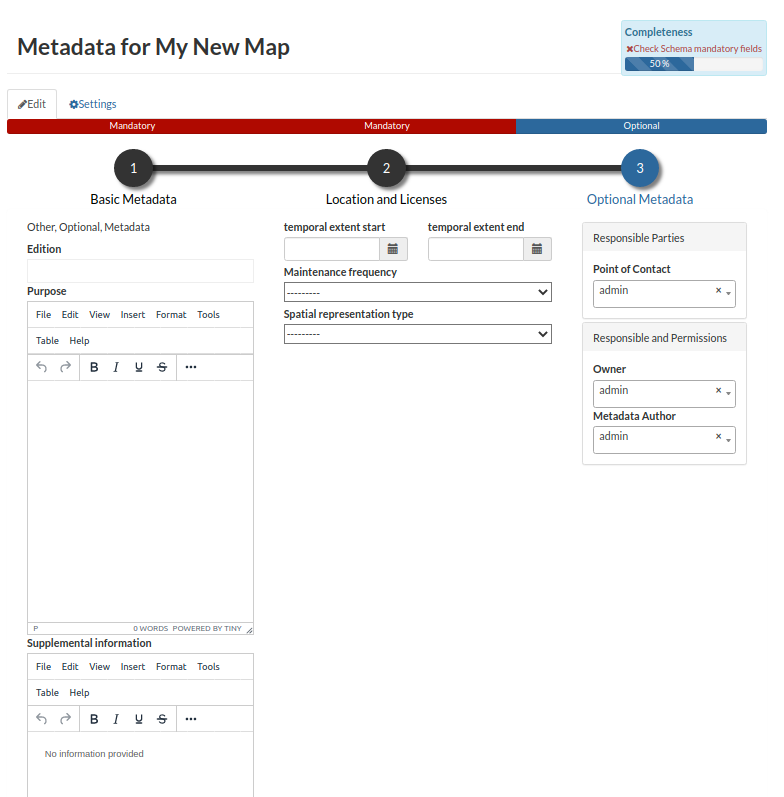 Metadata for My New Map
Completeness
✖Check Schema mandatory fields
50 %
Edit
Settings
Mandatory
Mandatory
Optional
1
2
3
Basic Metadata
Location and Licenses
Optional Metadata
Other, Optional, Metadata
Edition
Purpose
File Edit View Insert Format Tools
Table Help
B I U S ...
P
0 WORDS POWERED BY TINY
Supplemental information
File Edit View Insert Format Tools
Table Help
B I U S ...
No information provided
temporal extent start
temporal extent end
Maintenance frequency
---------
Spatial representation type
---------
Responsible Parties
Point of Contact
admin ×
Responsible and Permissions
Owner
admin ×
Metadata Author
admin ×